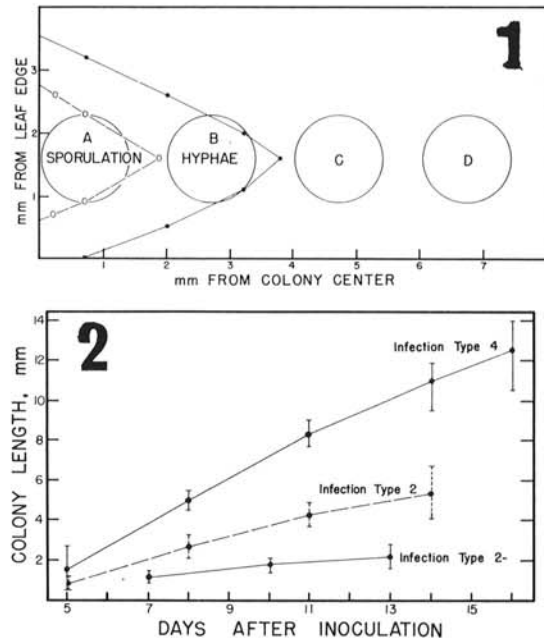 1
mm FROM LEAF EDGE
3
2
1
A
SPORULATION
B
HYPHAE
C
D
1 2 3 4 5 6 7
mm FROM COLONY CENTER
2
COLONY LENGTH, mm
14
12
10
8
6
4
2
Infection Type 4
Infection Type 2
Infection Type 2-
5 7 9 11 13 15
DAYS AFTER INOCULATION